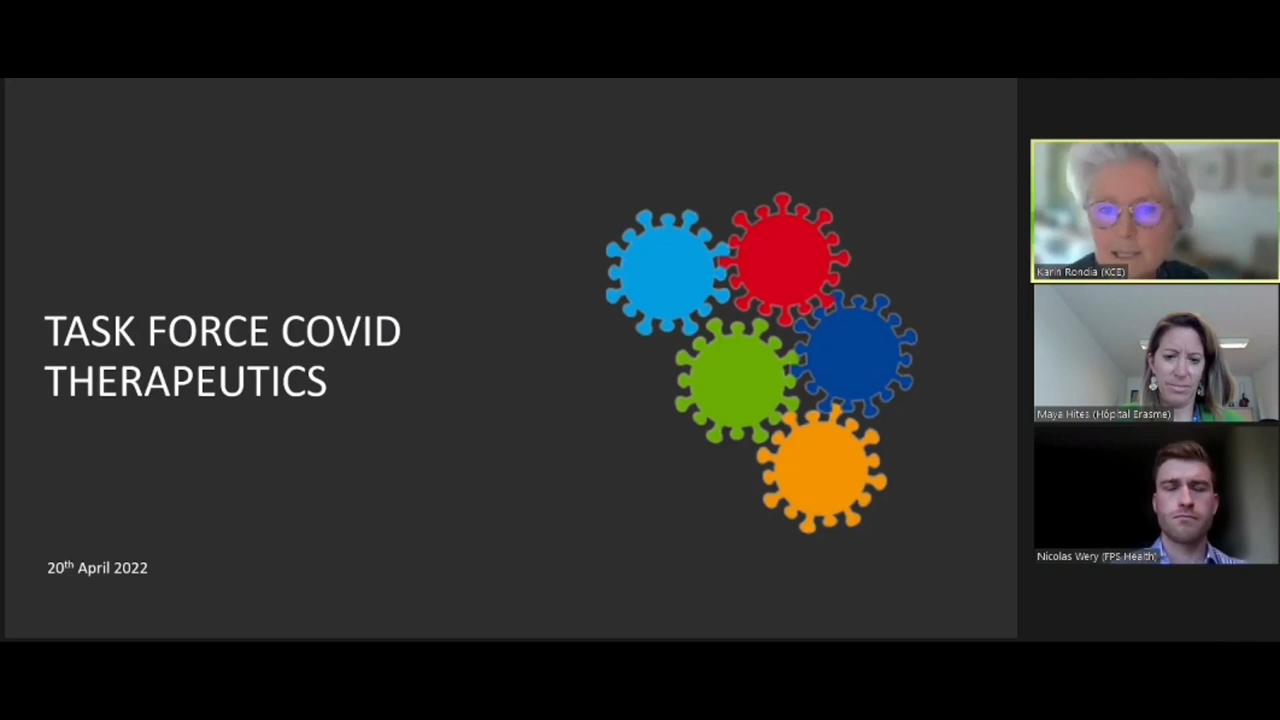 TASK FORCE COVID
THERAPEUTICS
20th April 2022
Karin Rondia (KCE)
Maya Hites (Hôpital Erasme)
Nicolas Wery (FPS Health)